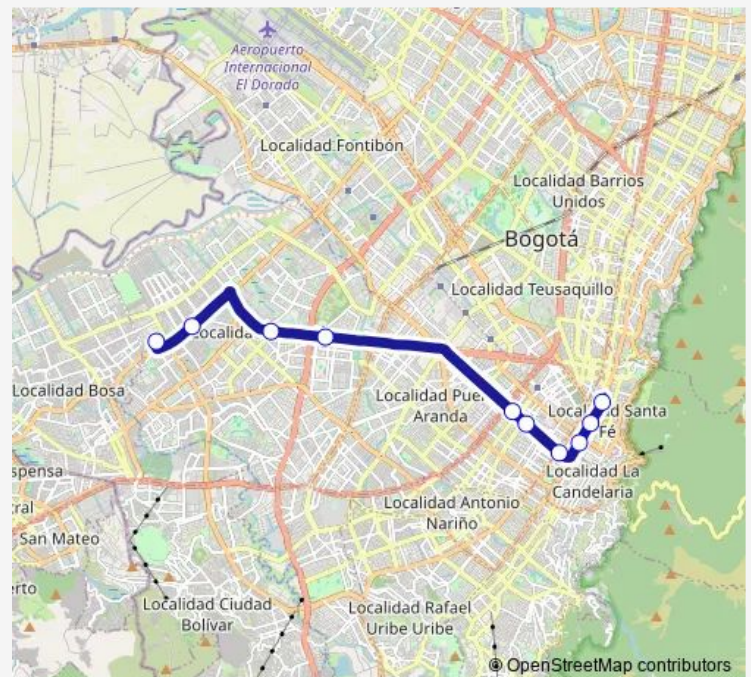 Aeropuerto
Internacional
El Dorado
Localidad Fontibón
Localidad Barrios
Unidos
Bogotá
Localidad Teusaquillo
Localida
Localidad Bosa
Localidad Pue
Aranda
Local d Santa
Fé
Localidad La
Candelaria
spensa
ral
San Mateo
Localidad Antonio
Nariño
erto
Localidad Ciudad
Bolívar
Localidad Rafael
Uribe Uribe
© OpenStreetMap contributors